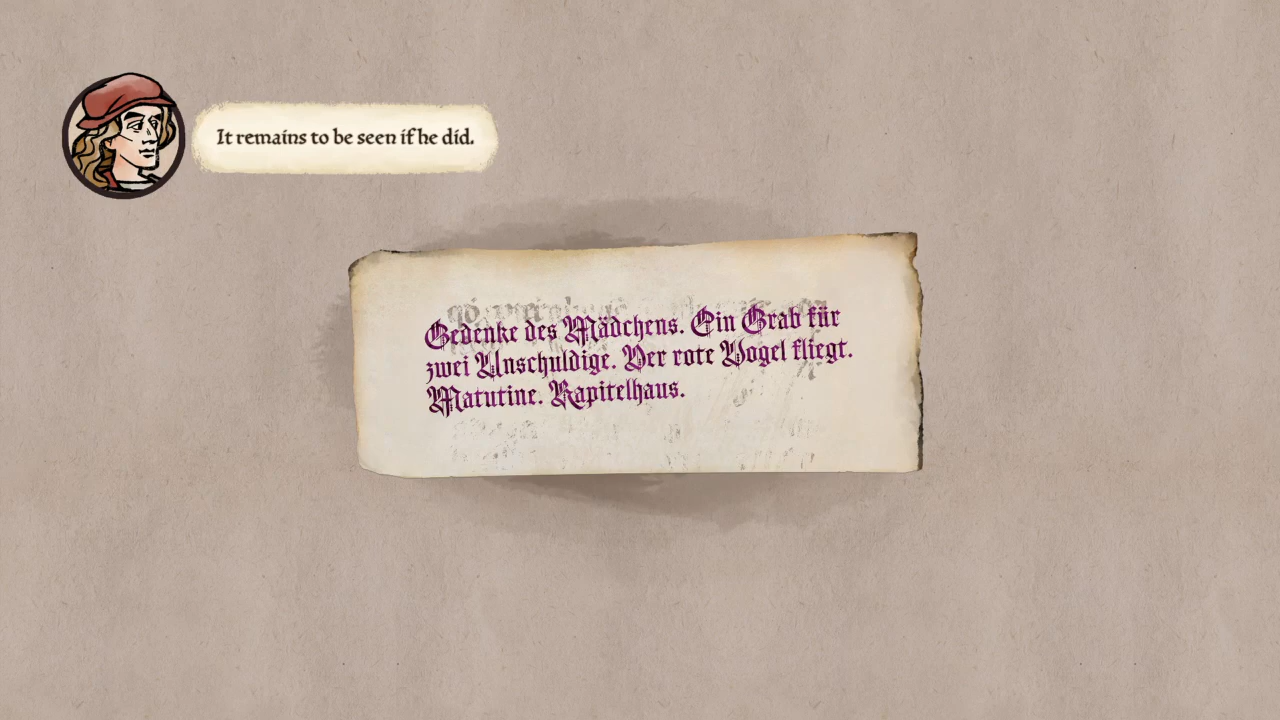 It remains to be seen if he did.
Gedenke des Mädchens. Ein Grab für
zwei Unschuldige. Der rote Vogel fliegt.
Matutine. Kapitelhaus.